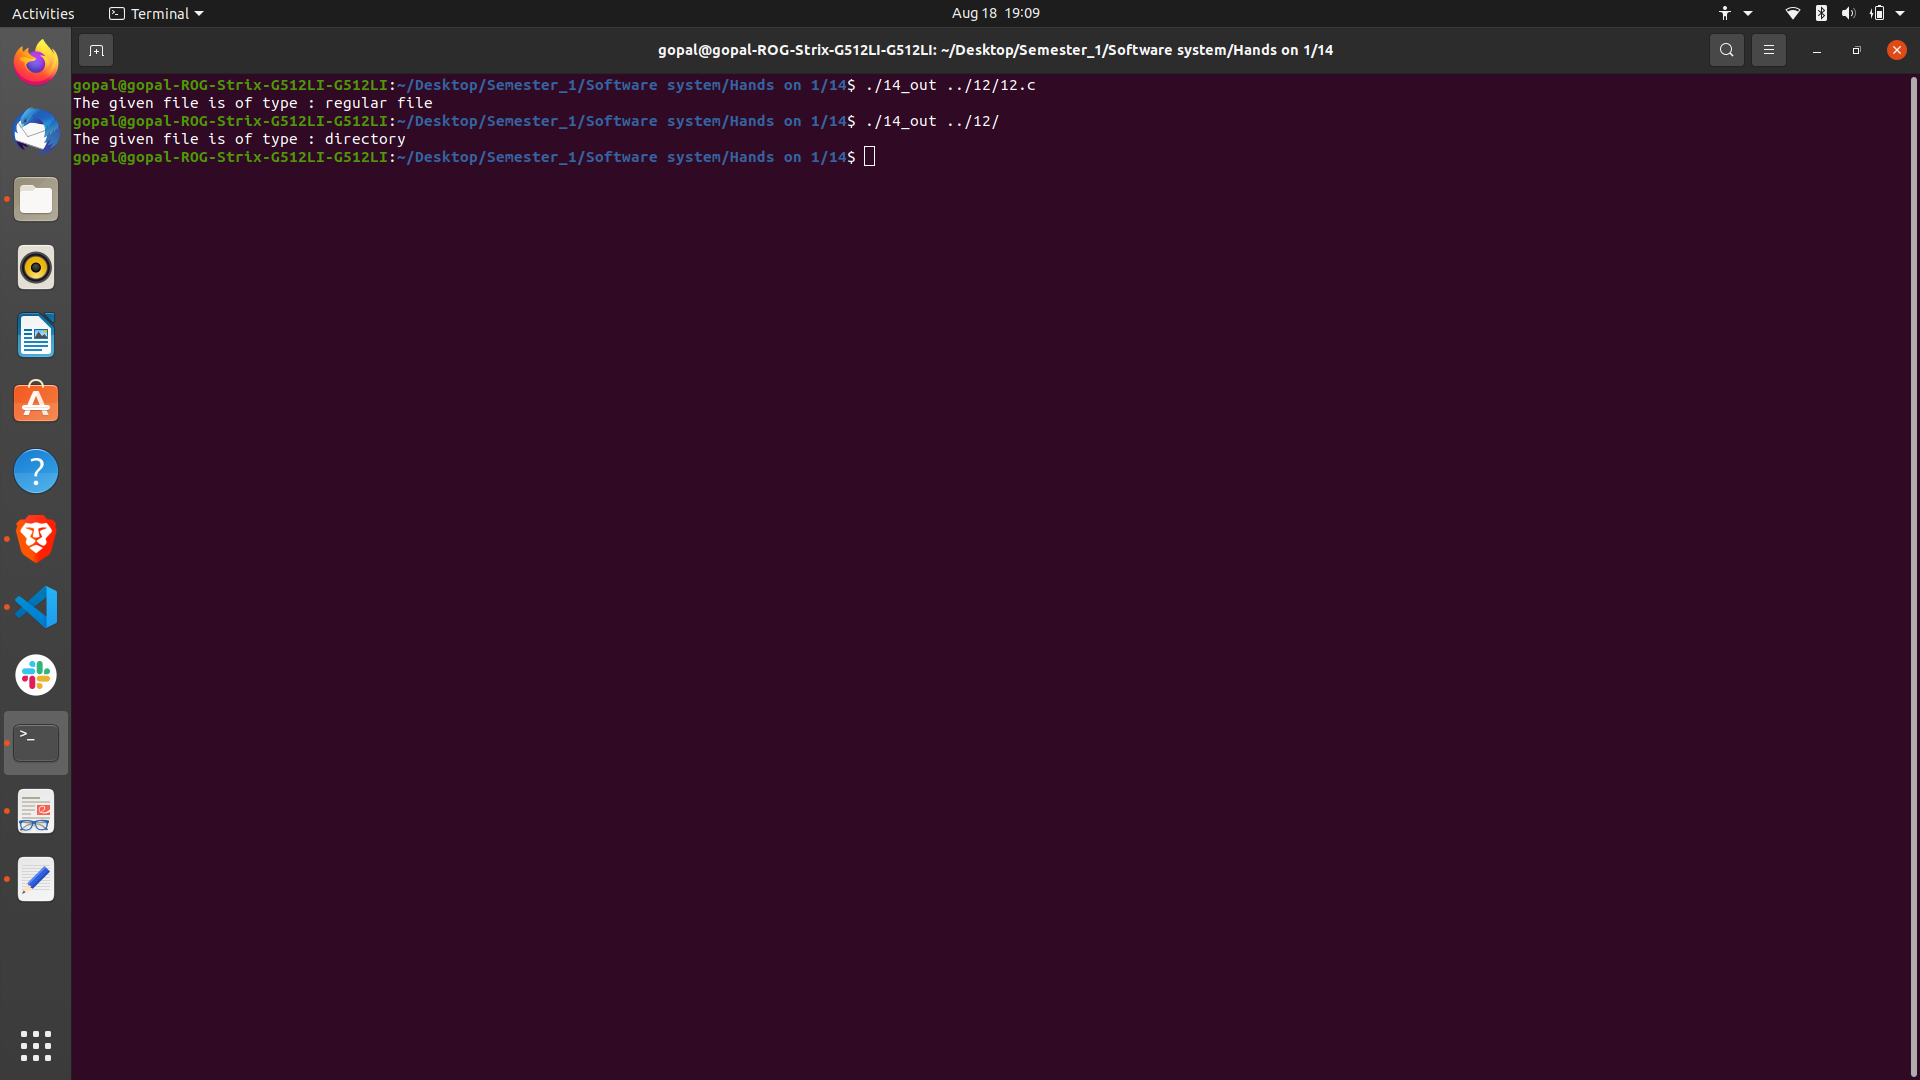 Activities Terminal Aug 18 19:09
gopal@gopal-ROG-Strix-G512LI-G512LI: ~/Desktop/Semester_1/Software system/Hands on 1/14
gopal@gopal-ROG-Strix-G512LI-G512LI:~/Desktop/Semester_1/Software system/Hands on 1/14$ ./14_out ../12/12.c
The given file is of type : regular file
gopal@gopal-ROG-Strix-G512LI-G512LI:~/Desktop/Semester_1/Software system/Hands on 1/14$ ./14_out ../12/
The given file is of type : directory
gopal@gopal-ROG-Strix-G512LI-G512LI:~/Desktop/Semester_1/Software system/Hands on 1/14$